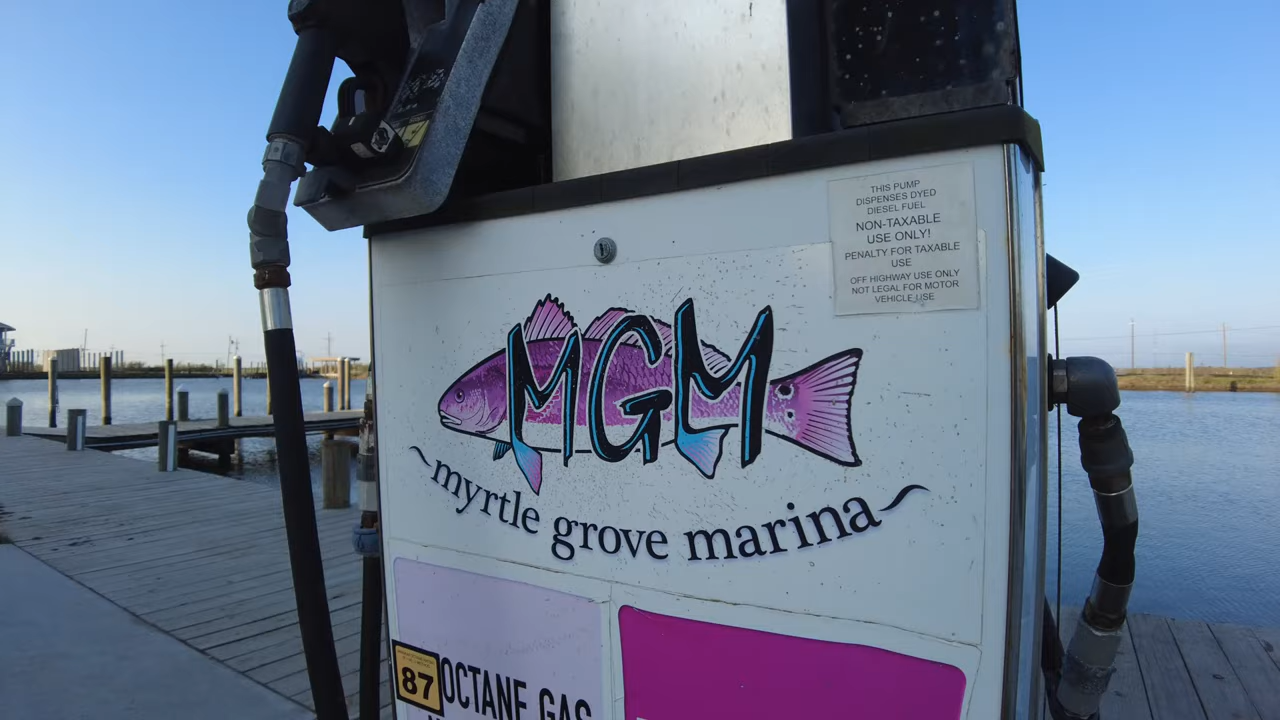 THIS PUMP
DISPENSES DYED
DIESEL FUEL
NON-TAXABLE
USE ONLY!
PENALTY FOR TAXABLE
USE
OFF HIGHWAY USE ONLY
NOT LEGAL FOR MOTOR
VEHICLE USE
MGM
myrtle grove marina
87
OCTANE GAS